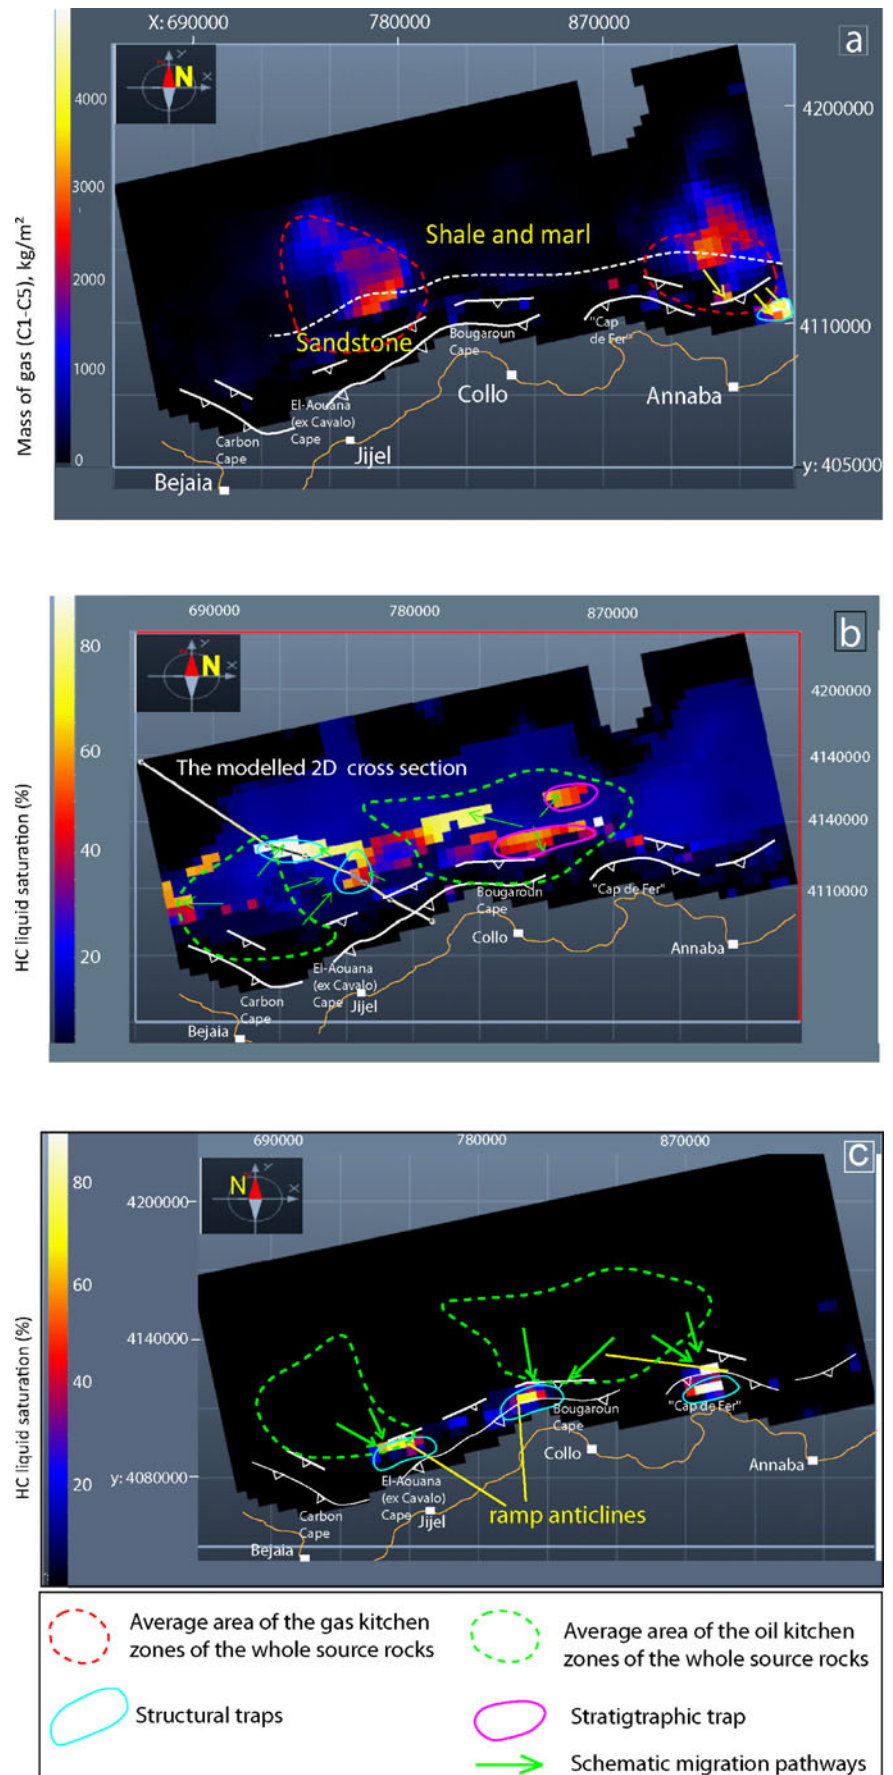 X: 690000 780000 870000
a
N
Y
X
4000
3000
2000
1000
0
Mass of gas (C1-C5), kg/m²
4200000
4110000
y: 405000
Shale and marl
Sandstone
Bougaroun
Cape
"Cap
de Fer"
Collo
Annaba
El-Aouana
(ex Cavalo)
Cape
Carbon
Cape
Jijel
Bejaia
690000 780000 870000
b
N
Y
X
80
60
40
20
HC liquid saturation (%)
4200000
4140000
4140000
4110000
The modelled 2D cross section
Bougaroun
Cape
"Cap de Fer"
Collo
Annaba
El-Aouana
(ex Cavalo)
Cape
Carbon
Cape
Jijel
Bejaia
690000 780000 870000
C
N
Y
X
80
60
40
20
HC liquid saturation (%)
4200000
4140000
y: 4080000
Bougaroun
Cape
"Cap de Fer"
Collo
Annaba
El-Aouana
(ex Cavalo)
Cape
Carbon
Cape
Jijel
Bejaia
ramp anticlines
Average area of the gas kitchen
zones of the whole source rocks
Average area of the oil kitchen
zones of the whole source rocks
Structural traps
Stratigtraphic trap
Schematic migration pathways